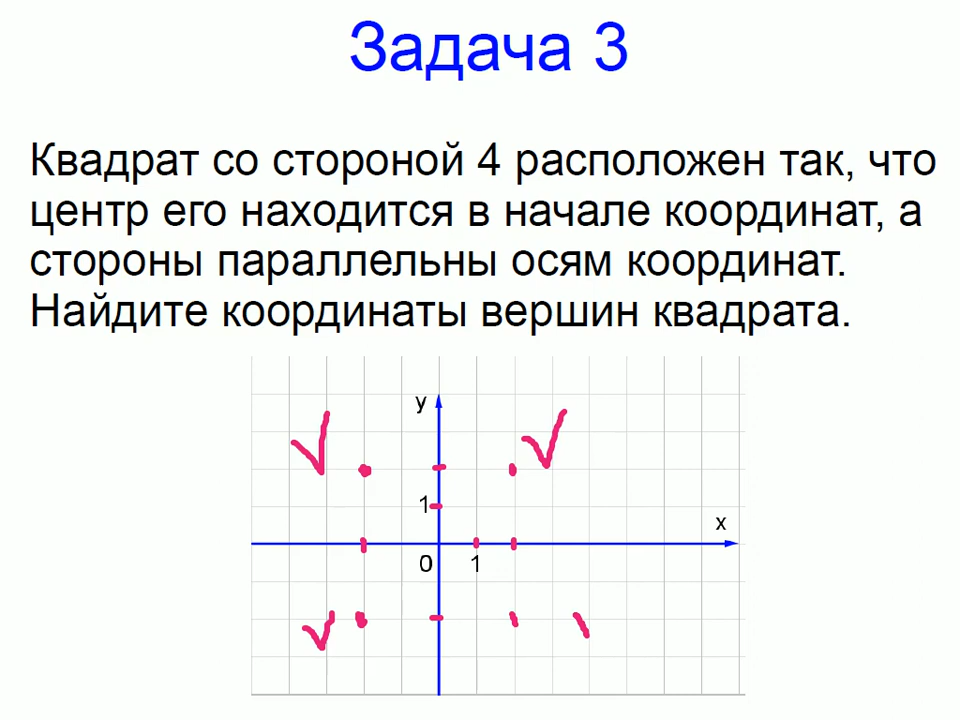 Задача 3
Квадрат со стороной 4 расположен так, что
центр его находится в начале координат, а
стороны параллельны осям координат.
Найдите координаты вершин квадрата.
y
1
x
0 1